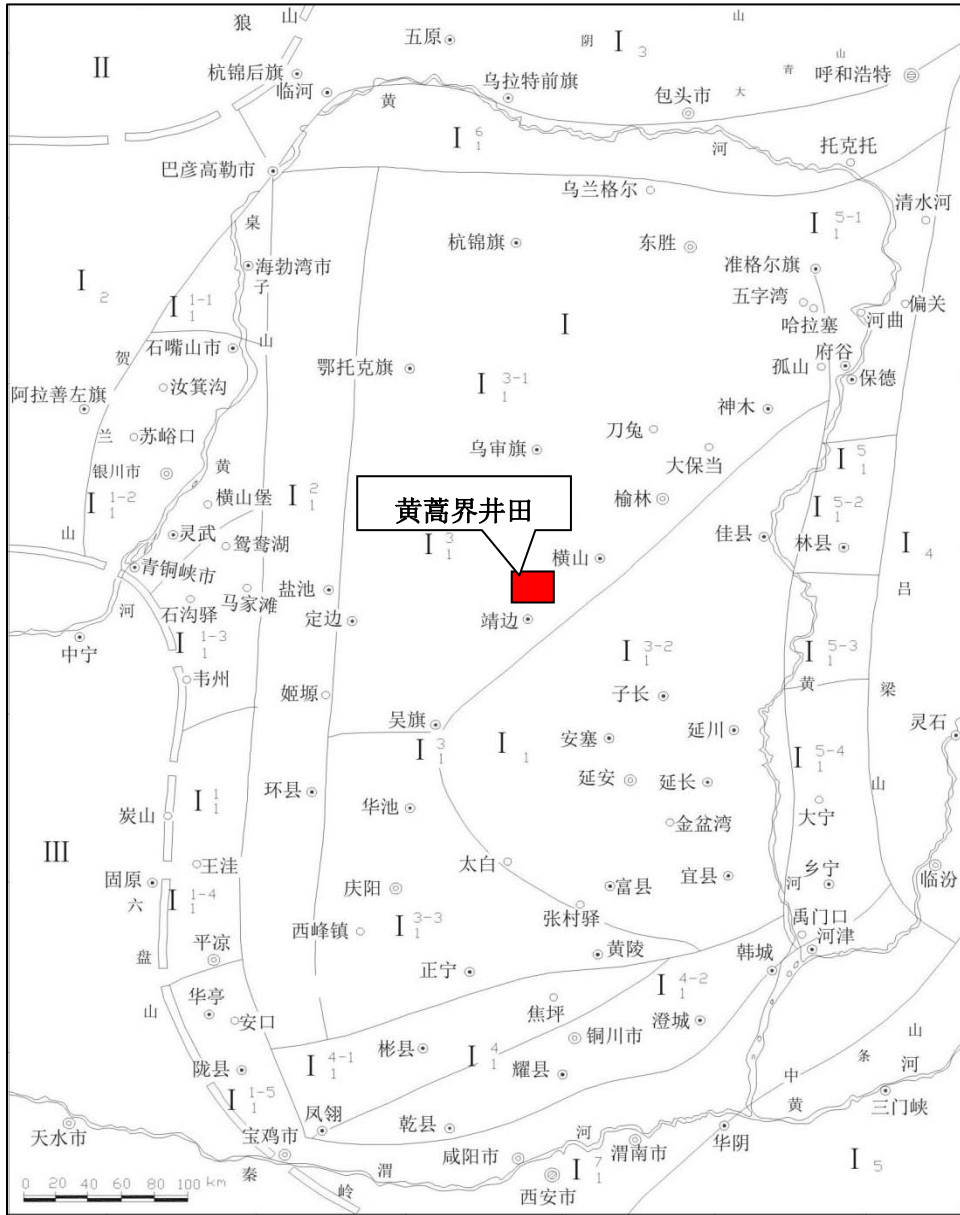 狼 山
五原
阴 山
I 3
II
杭锦后旗
临河
乌拉特前旗
大 青 山
呼和浩特
包头市
黄
河
I 6 1
托克托
巴彦高勒市
乌兰格尔
清水河
桌 子 山
杭锦旗
东胜
I 5-1 1
海勃湾市
准格尔旗
I 2
I 1-1 1
五字湾
哈拉塞
河曲
偏关
I
石嘴山市
贺 兰 山
鄂托克旗
孤山
府谷
保德
阿拉善左旗
汝箕沟
I 3-1 1
神木
苏峪口
乌审旗
刀兔
大保当
银川市
黄
I 5 1
I 1-2 1
横山堡
I 2 1
黄蒿界井田
榆林
I 5-2 1
灵武
鸳鸯湖
I 3 1
横山
佳县
林县
I 4
青铜峡市
吕 梁 山
河
石沟驿
马家滩
盐池
定边
靖边
中宁
I 1-3 1
I 3-2 1
I 5-3 1
韦州
姬塬
子长
黄
吴旗
I 3 1
I 1
安塞
延川
灵石
I 5-4 1
环县
华池
延安
延长
炭山
I 1 1
金盆湾
大宁
III
王洼
太白
固原
庆阳
富县
宜县
乡宁
临汾
六 盘 山
I 1-4 1
张村驿
河
禹门口
西峰镇
I 3-3 1
平凉
正宁
黄陵
韩城
河津
I 4-2 1
华亭
安口
焦坪
澄城
彬县
铜川市
I 4-1 1
I 4 1
陇县
耀县
中 条 山
河
黄
三门峡
I 1-5 1
凤翎
乾县
天水市
宝鸡市
河
渭南市
华阴
咸阳市
秦 岭
渭
I 7 1
I 5
西安市
0 20 40 60 80 100 km